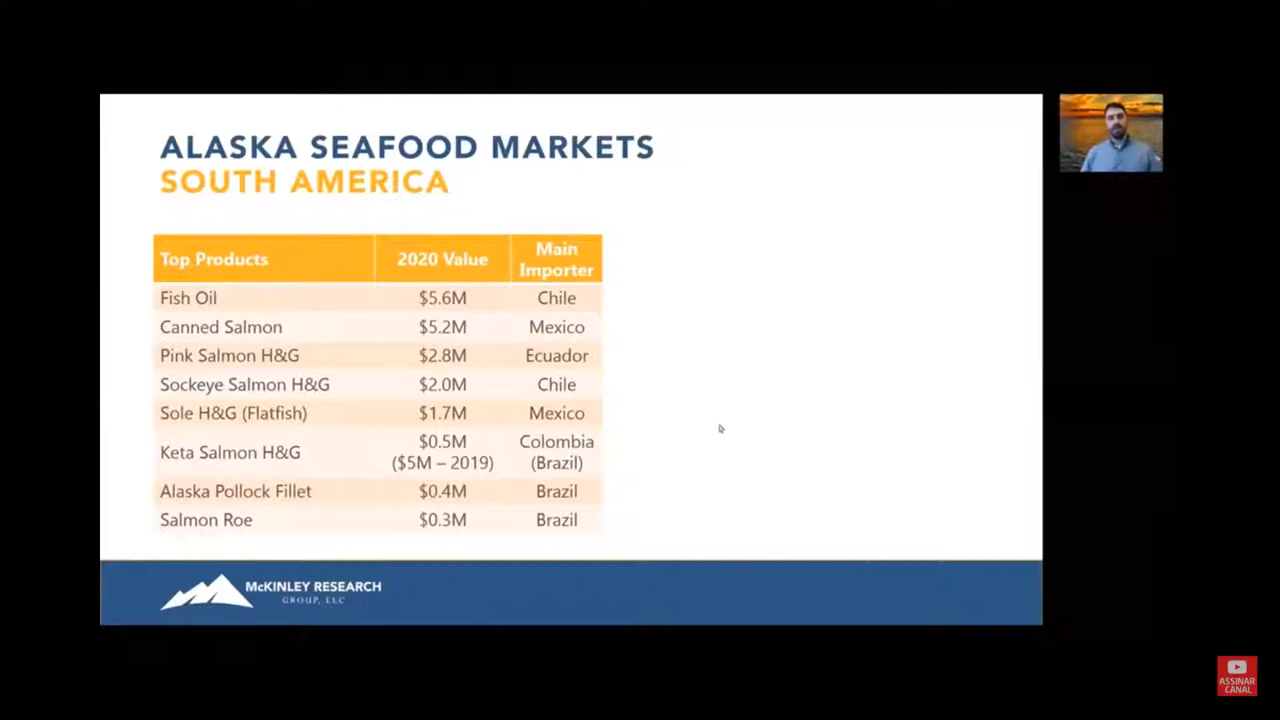 ALASKA SEAFOOD MARKETS
SOUTH AMERICA
Top Products 2020 Value Main Importer
Fish Oil $5.6M Chile
Canned Salmon $5.2M Mexico
Pink Salmon H&G $2.8M Ecuador
Sockeye Salmon H&G $2.0M Chile
Sole H&G (Flatfish) $1.7M Mexico
Keta Salmon H&G $0.5M ($5M – 2019) Colombia (Brazil)
Alaska Pollock Fillet $0.4M Brazil
Salmon Roe $0.3M Brazil
McKINLEY RESEARCH
GROUP, LLC
ASSINAR
CANAL